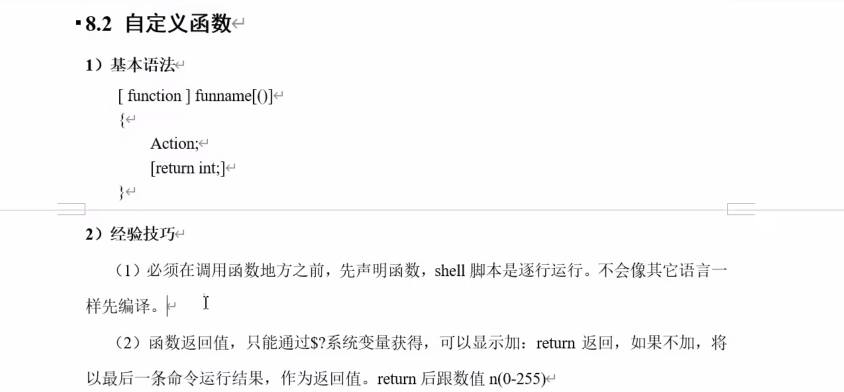 8.2 自定义函数
1）基本语法
[ function ] funname[()]
{
Action;
[return int;]
}
2）经验技巧
（1）必须在调用函数地方之前，先声明函数，shell 脚本是逐行运行。不会像其它语言一
样先编译。
（2）函数返回值，只能通过$?系统变量获得，可以显示加：return 返回，如果不加，将
以最后一条命令运行结果，作为返回值。return 后跟数值 n(0-255)